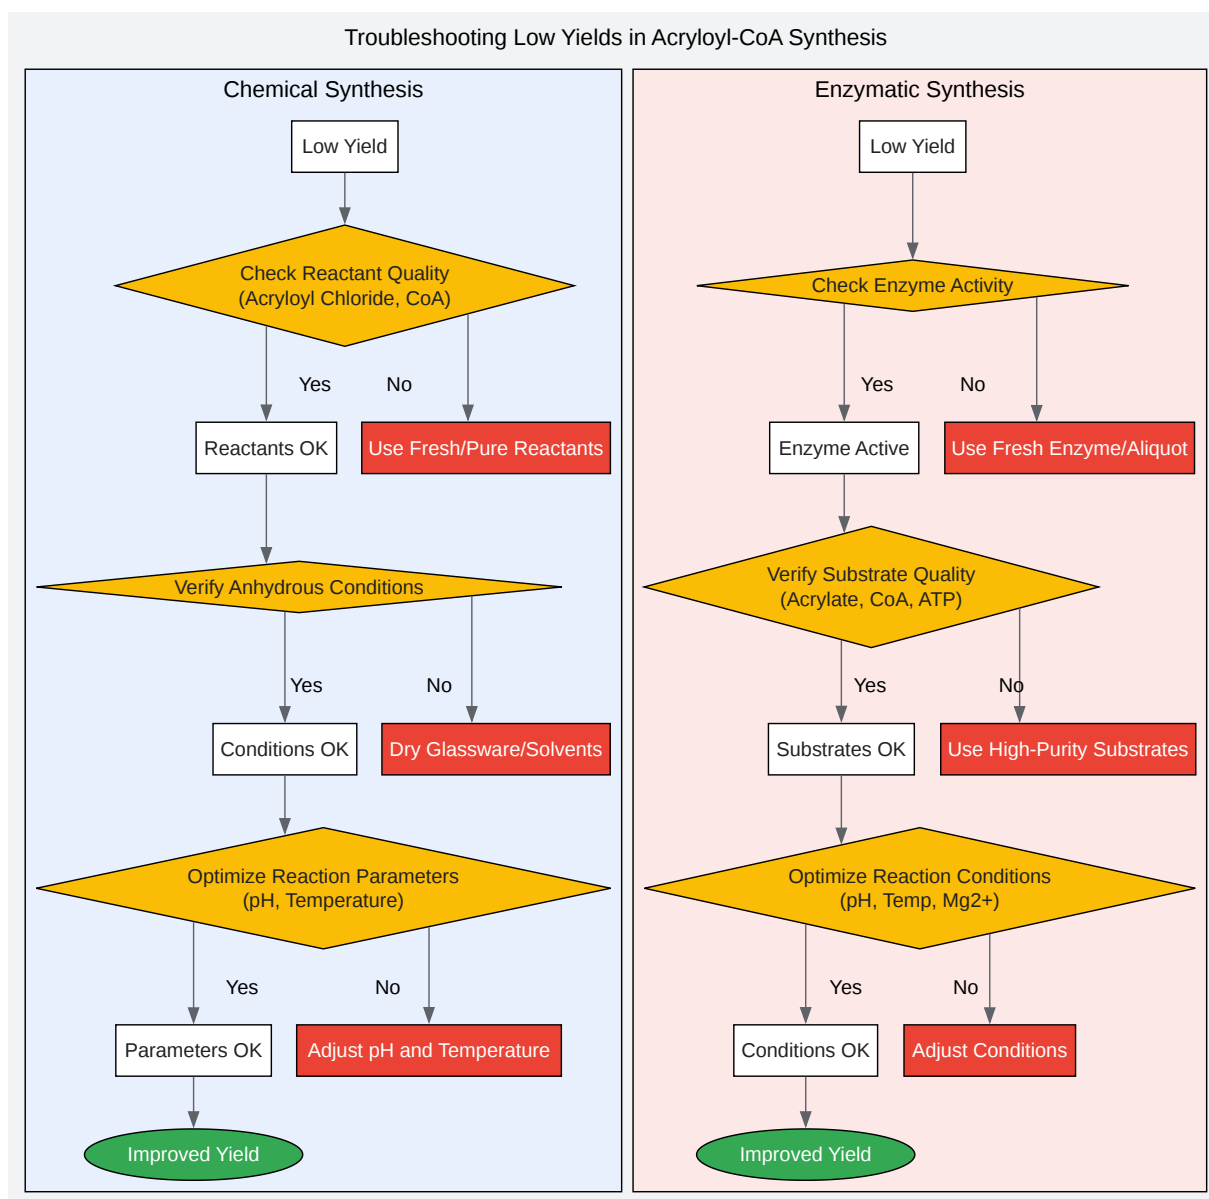 Troubleshooting Low Yields in Acryloyl-CoA Synthesis
Chemical Synthesis
Low Yield
Check Reactant Quality
(Acryloyl Chloride, CoA)
Yes
No
Reactants OK
Use Fresh/Pure Reactants
Verify Anhydrous Conditions
Yes
No
Conditions OK
Dry Glassware/Solvents
Optimize Reaction Parameters
(pH, Temperature)
Yes
No
Parameters OK
Adjust pH and Temperature
Improved Yield
Enzymatic Synthesis
Low Yield
Check Enzyme Activity
Yes
No
Enzyme Active
Use Fresh Enzyme/Aliquot
Verify Substrate Quality
(Acrylate, CoA, ATP)
Yes
No
Substrates OK
Use High-Purity Substrates
Optimize Reaction Conditions
(pH, Temp, Mg2+)
Yes
No
Conditions OK
Adjust Conditions
Improved Yield